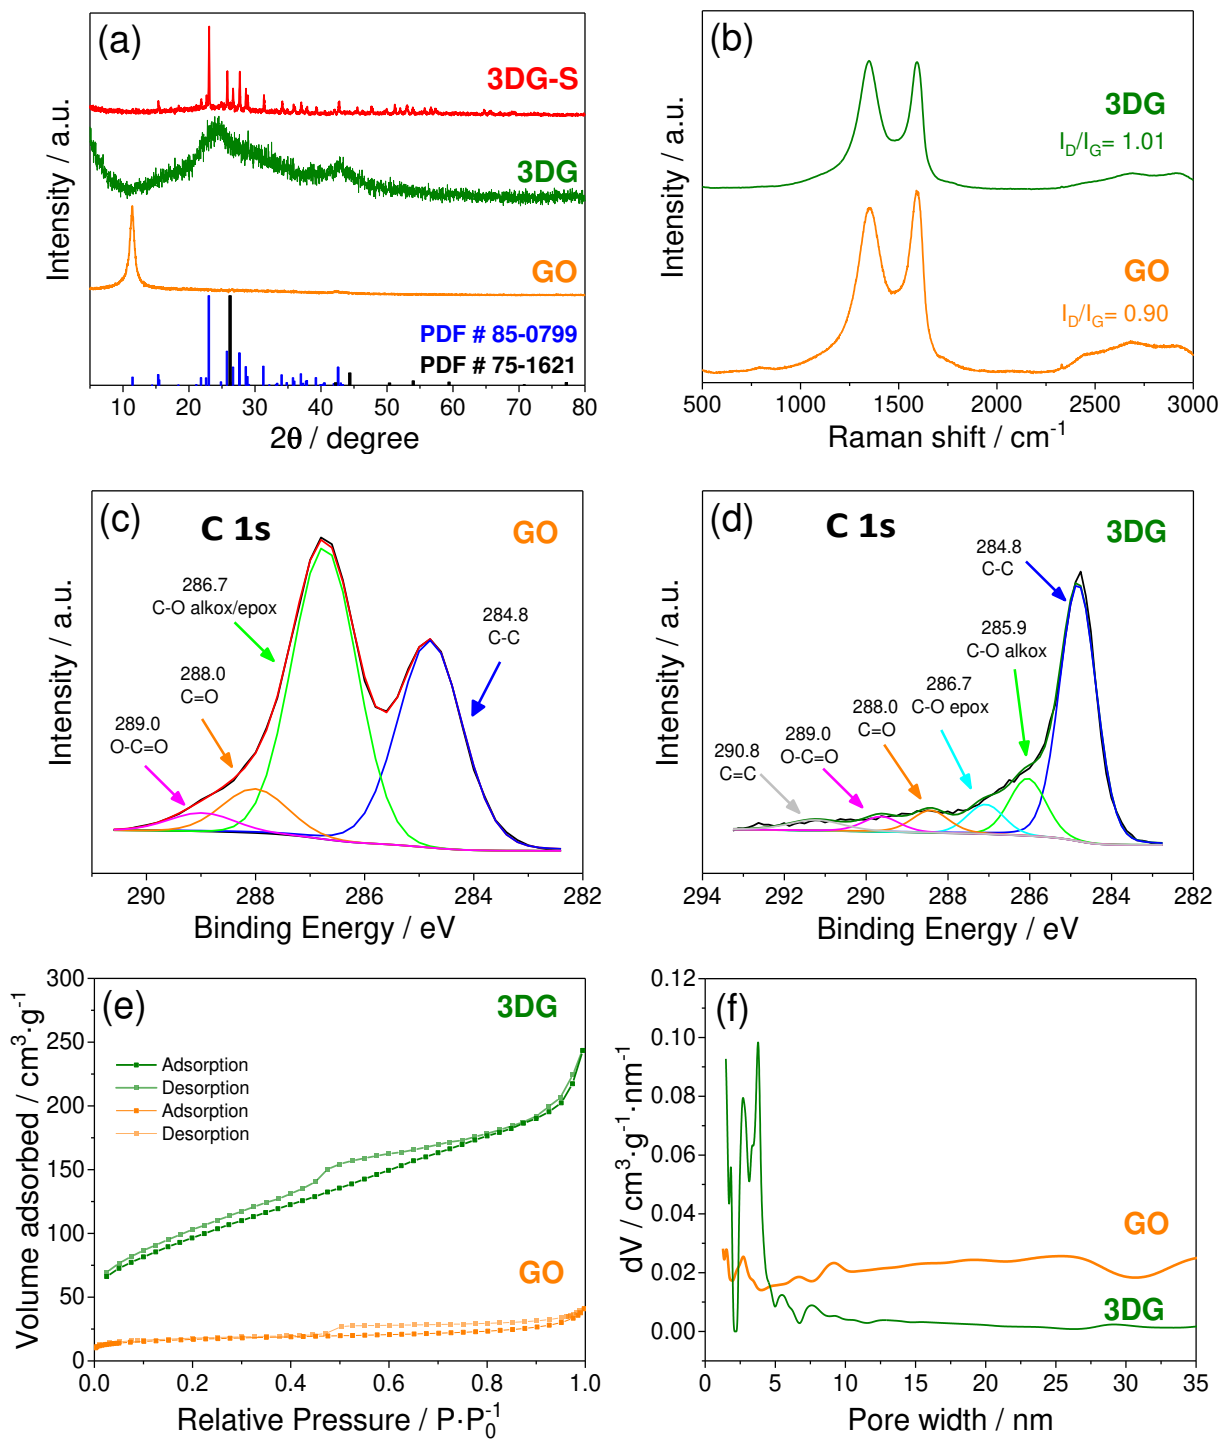 (a)
3DG-S
3DG
GO
PDF # 85-0799
PDF # 75-1621
Intensity / a.u.
10 20 30 40 50 60 70 80
2θ / degree
(b)
3DG
I_D/I_G= 1.01
GO
I_D/I_G= 0.90
Intensity / a.u.
500 1000 1500 2000 2500 3000
Raman shift / cm⁻¹
(c)
C 1s
GO
286.7
C-O alkox/epox
284.8
C-C
288.0
C=O
289.0
O-C=O
Intensity / a.u.
290 288 286 284 282
Binding Energy / eV
(d)
C 1s
3DG
284.8
C-C
285.9
C-O alkox
286.7
C-O epox
288.0
C=O
289.0
O-C=O
290.8
C=C
Intensity / a.u.
294 292 290 288 286 284 282
Binding Energy / eV
(e)
3DG
Adsorption
Desorption
Adsorption
Desorption
GO
Volume adsorbed / cm³·g⁻¹
300
250
200
150
100
50
0
0.0 0.2 0.4 0.6 0.8 1.0
Relative Pressure / P·P₀⁻¹
(f)
GO
3DG
dV / cm³·g⁻¹·nm⁻¹
0.12
0.10
0.08
0.06
0.04
0.02
0.00
0 5 10 15 20 25 30 35
Pore width / nm